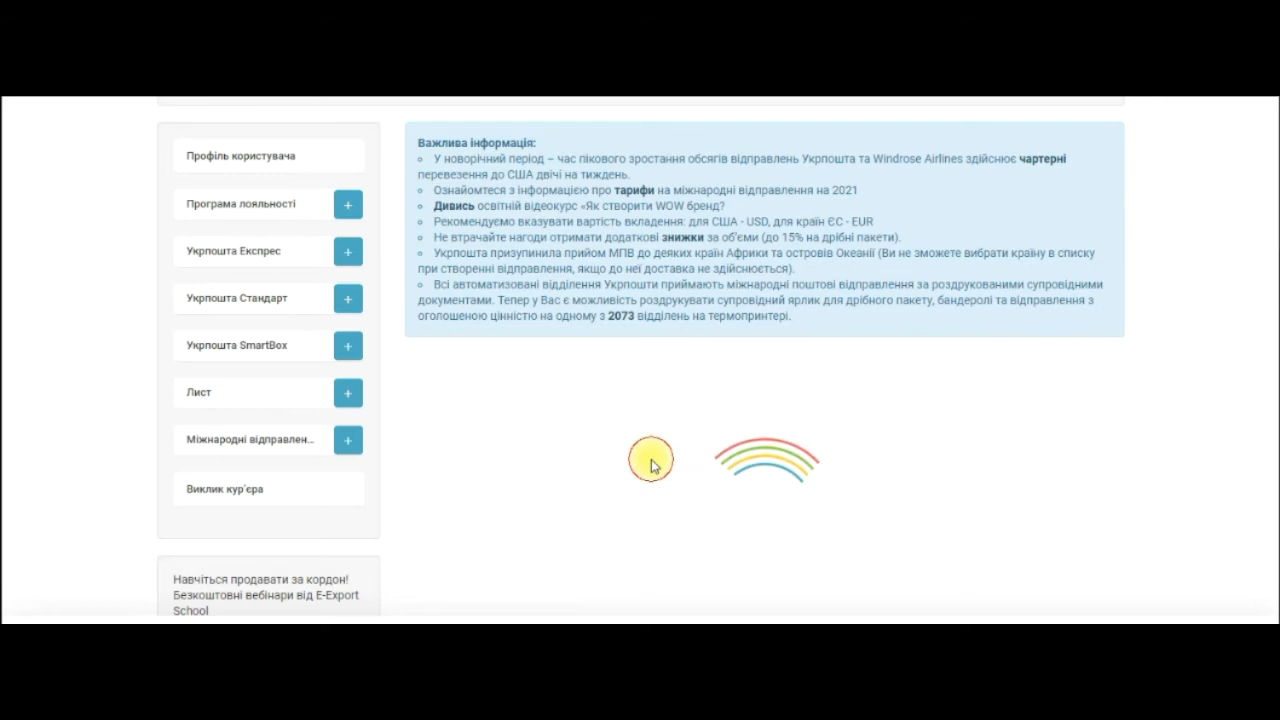 Профіль користувача
Програма лояльності
+
Укрпошта Експрес
+
Укрпошта Стандарт
+
Укрпошта SmartBox
+
Лист
+
Міжнародні відправлен...
+
Виклик кур'єра
Навчіться продавати за кордон!
Безкоштовні вебінари від E-Export
School
Важлива інформація:
У новорічний період – час пікового зростання обсягів відправлень Укрпошта та Windrose Airlines здійснює чартерні
перевезення до США двічі на тиждень.
Ознайомтеся з інформацією про тарифи на міжнародні відправлення на 2021
Дивись освітній відеокурс «Як створити WOW бренд?
Рекомендуємо вказувати вартість вкладення: для США - USD, для країн ЄС - EUR
Не втрачайте нагоди отримати додаткові знижки за об'єми (до 15% на дрібні пакети).
Укрпошта призупинила прийом МПВ до деяких країн Африки та островів Океанії (Ви не зможете вибрати країну в списку
при створенні відправлення, якщо до неї доставка не здійснюється).
Всі автоматизовані відділення Укрпошти приймають міжнародні поштові відправлення за роздрукованими супровідними
документами. Тепер у Вас є можливість роздрукувати супровідний ярлик для дрібного пакету, бандеролі та відправлення з
оголошеною цінністю на одному з 2073 відділень на термопринтері.